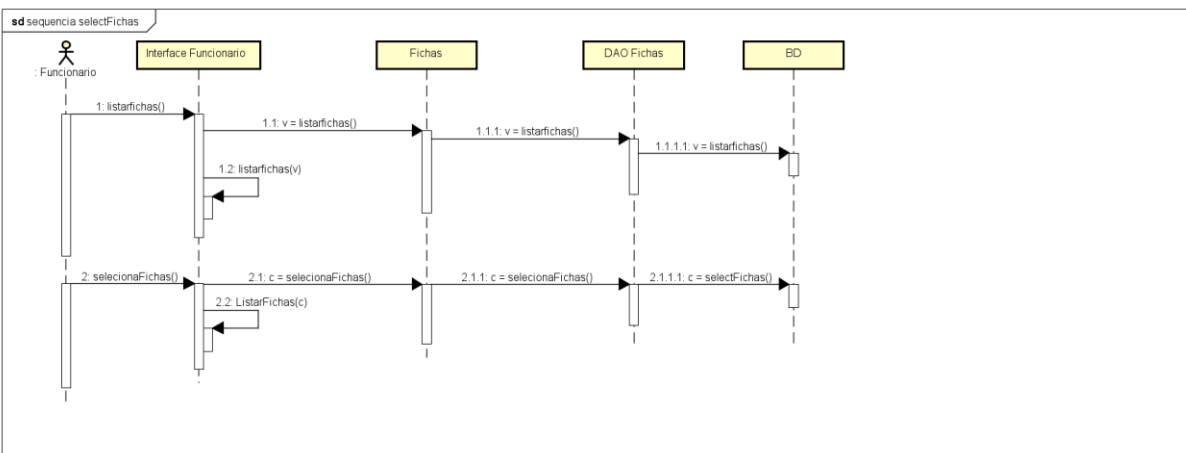 sd sequencia selectFichas
: Funcionario
Interface Funcionario
Fichas
DAO Fichas
BD
1: listarfichas()
1.1: v = listarfichas()
1.1.1: v = listarfichas()
1.1.1.1: v = listarfichas()
1.2: listarfichas(v)
2: selecionaFichas()
2.1: c = selecionaFichas()
2.1.1: c = selecionaFichas()
2.1.1.1: c = selectFichas()
2.2: ListarFichas(c)